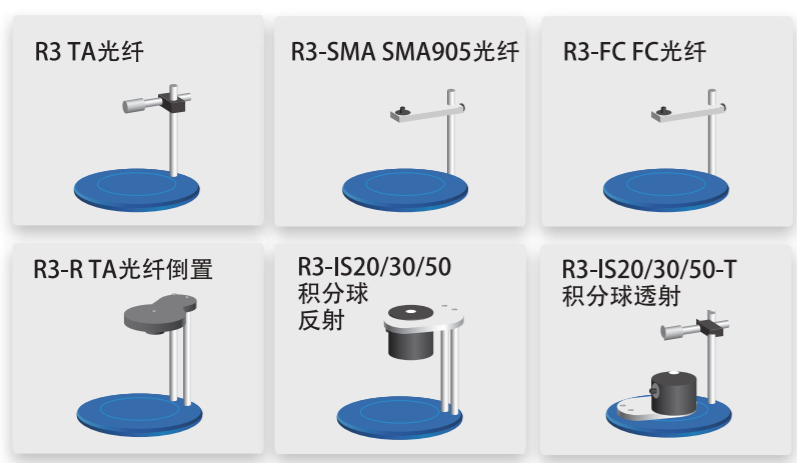 R3 TA光纤
R3-SMA SMA905光纤
R3-FC FC光纤
R3-R TA光纤倒置
R3-IS20/30/50
积分球
反射
R3-IS20/30/50-T
积分球透射